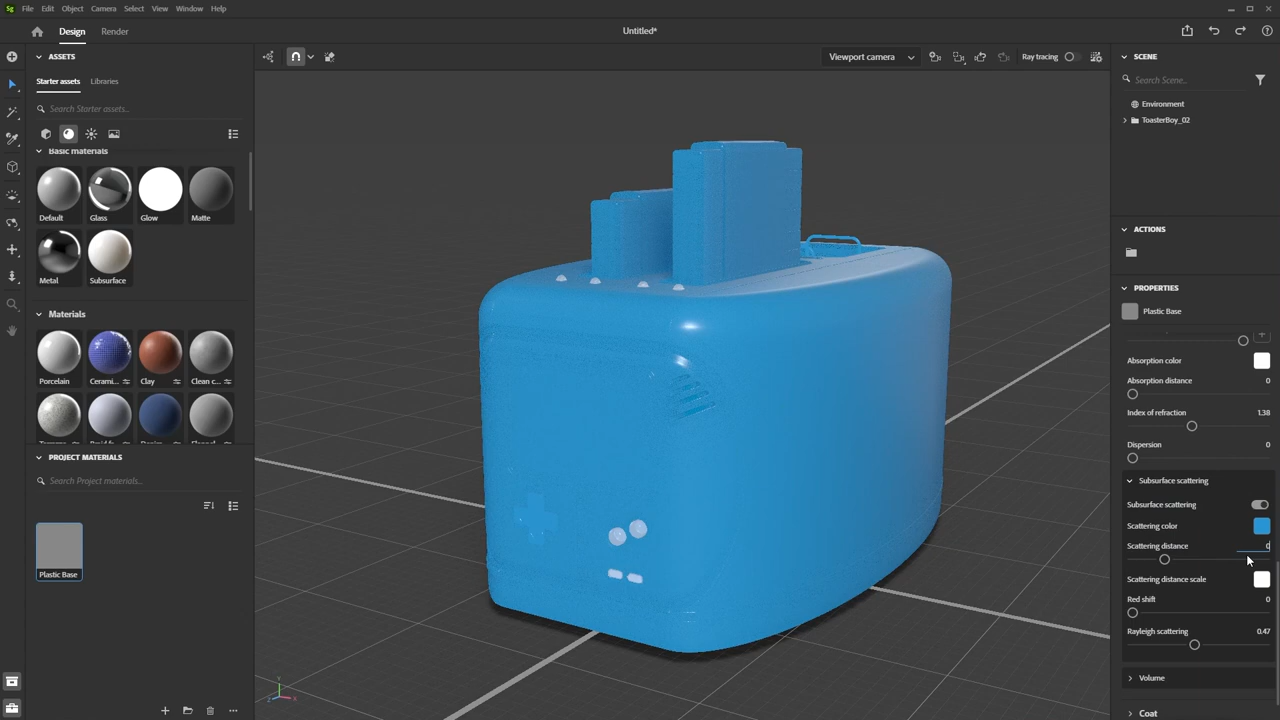 Sg File Edit Object Camera Select View Window Help
Design Render Untitled*
ASSETS
Starter assets Libraries
Search Starter assets...
Basic materials
Default Glass Glow Matte
Metal Subsurface
Materials
Porcelain Cerami... Clay Clean c...
PROJECT MATERIALS
Search Project materials...
Plastic Base
Viewport camera
Ray tracing
SCENE
Search Scene...
Environment
ToasterBoy_02
ACTIONS
PROPERTIES
Plastic Base
Absorption color
Absorption distance 0
Index of refraction 1.38
Dispersion 0
Subsurface scattering
Subsurface scattering
Scattering color
Scattering distance 0
Scattering distance scale
Red shift 0
Rayleigh scattering 0.47
Volume
Coat